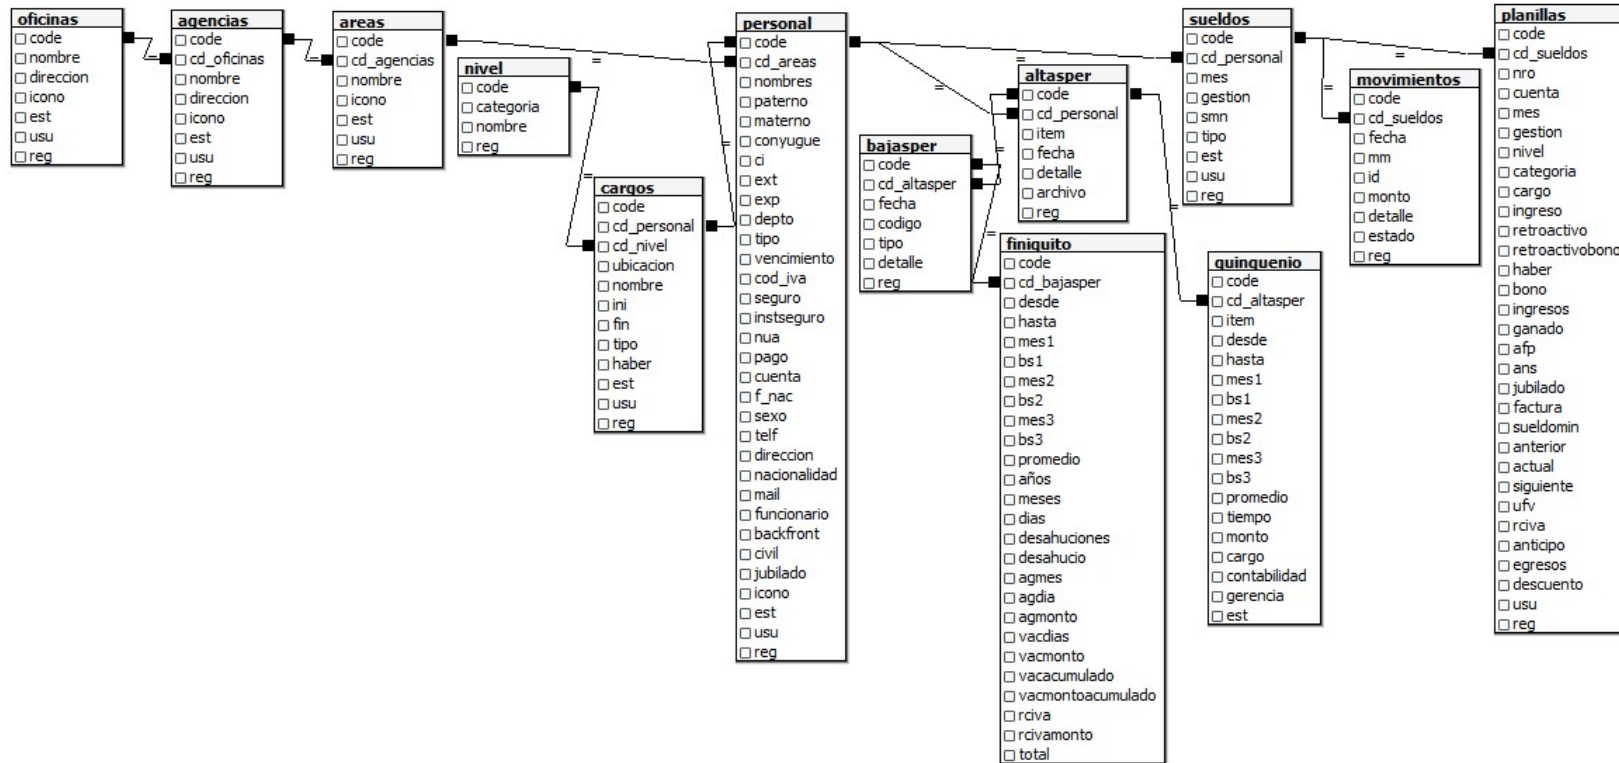 oficinas
code
nombre
direccion
icono
est
usu
reg
agencias
code
cd_oficinas
nombre
direccion
icono
est
usu
reg
areas
code
cd_agencias
nombre
icono
est
usu
reg
nivel
code
categoria
nombre
reg
cargos
code
cd_personal
cd_nivel
ubicacion
nombre
ini
fin
tipo
haber
est
usu
reg
personal
code
cd_areas
nombres
paterno
materno
conyugue
ci
ext
exp
depto
tipo
vencimiento
cod_iva
seguro
instseguro
nua
pago
cuenta
f_nac
sexo
telf
direccion
nacionalidad
mail
funcionario
backfront
civil
jubilado
icono
est
usu
reg
bajasper
code
cd_altasper
fecha
codigo
tipo
detalle
reg
altasper
code
cd_personal
item
fecha
detalle
archivo
reg
finiquito
code
cd_bajasper
desde
hasta
mes1
bs1
mes2
bs2
mes3
bs3
promedio
años
meses
dias
desahuciones
desahucio
agmes
agdia
agmonto
vacdias
vacmonto
vacacumulado
vacmontoacumulado
rciva
rcivamonto
total
sueldos
code
cd_personal
mes
gestion
smn
tipo
est
usu
reg
quinquenio
code
cd_altasper
item
desde
hasta
mes1
bs1
mes2
bs2
mes3
bs3
promedio
tiempo
monto
cargo
contabilidad
gerencia
est
movimientos
code
cd_sueldos
fecha
mm
id
monto
detalle
estado
reg
planillas
code
cd_sueldos
nro
cuenta
mes
gestion
nivel
categoria
cargo
ingreso
retroactivo
retroactivobono
haber
bono
ingresos
ganado
afp
ans
jubilado
factura
sueldomin
anterior
actual
siguiente
ufv
rciva
anticipo
egresos
descuento
usu
reg